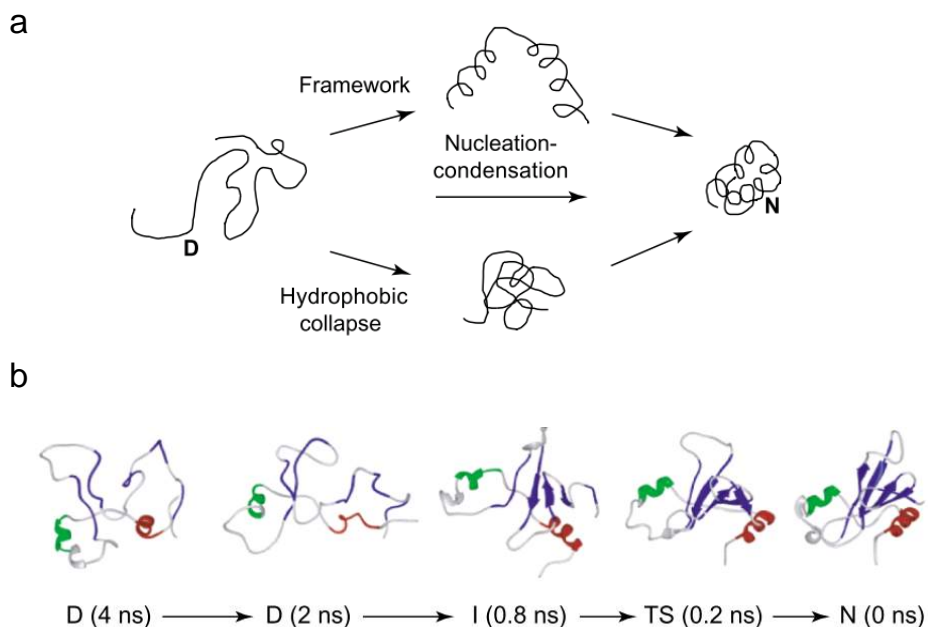 a
Framework
Nucleation-
condensation
D
N
Hydrophobic
collapse
b
D (4 ns)
D (2 ns)
I (0.8 ns)
TS (0.2 ns)
N (0 ns)